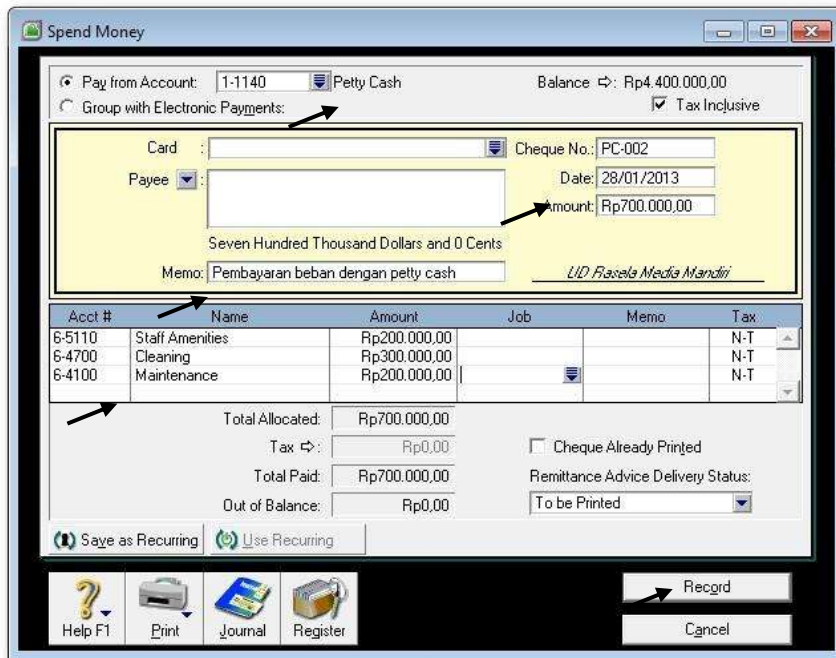 Spend Money
Pay from Account: 1-1140 Petty Cash Balance ⇨: Rp4.400.000,00
Group with Electronic Payments: Tax Inclusive
Card : Cheque No.: PC-002
Payee : Date: 28/01/2013
Amount: Rp700.000,00
Seven Hundred Thousand Dollars and 0 Cents
Memo: Pembayaran beban dengan petty cash UD Rasela Media Mandiri
Acct # Name Amount Job Memo Tax
6-5110 Staff Amenities Rp200.000,00 N-T
6-4700 Cleaning Rp300.000,00 N-T
6-4100 Maintenance Rp200.000,00 N-T
Total Allocated: Rp700.000,00
Tax ⇨: Rp0,00 Cheque Already Printed
Total Paid: Rp700.000,00 Remittance Advice Delivery Status:
Out of Balance: Rp0,00 To be Printed
Save as Recurring Use Recurring
Help F1 Print Journal Register Record
Cancel